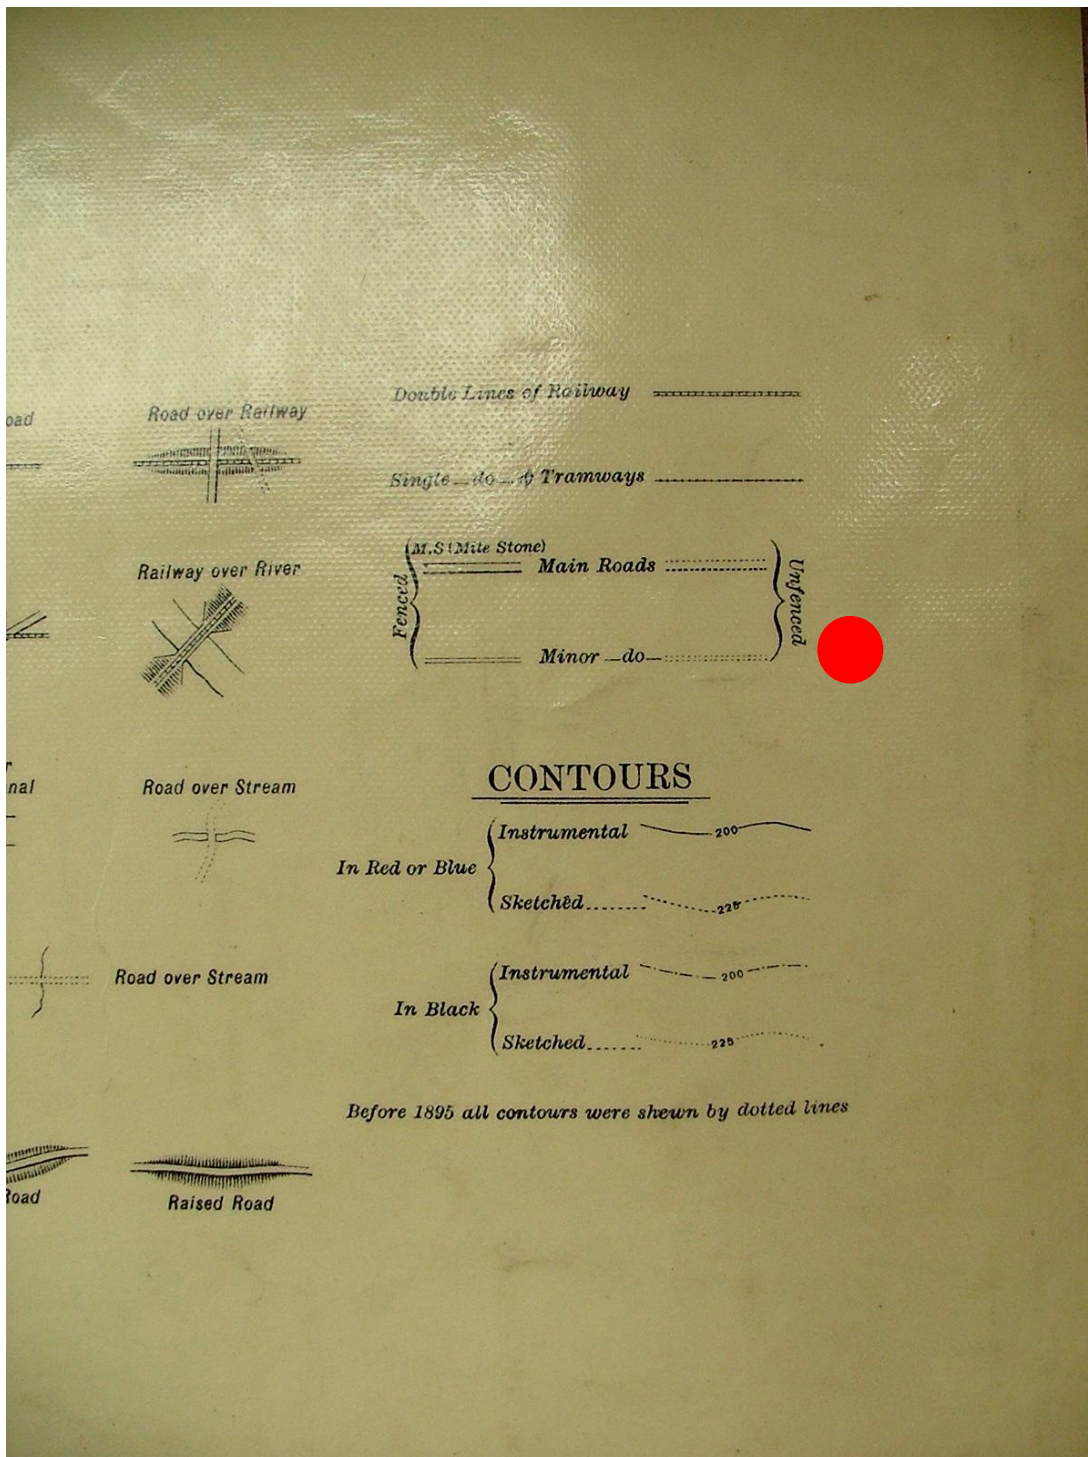 oad
Road over Railway
Double Lines of Railway
Single do & Tramways
Railway over River
M.S (Mile Stone)
Main Roads
Fenced
Unfenced
Minor do
nal
Road over Stream
CONTOURS
In Red or Blue
Instrumental 200
Sketched 225
Road over Stream
In Black
Instrumental 200
Sketched 225
Before 1895 all contours were shewn by dotted lines
Road
Raised Road